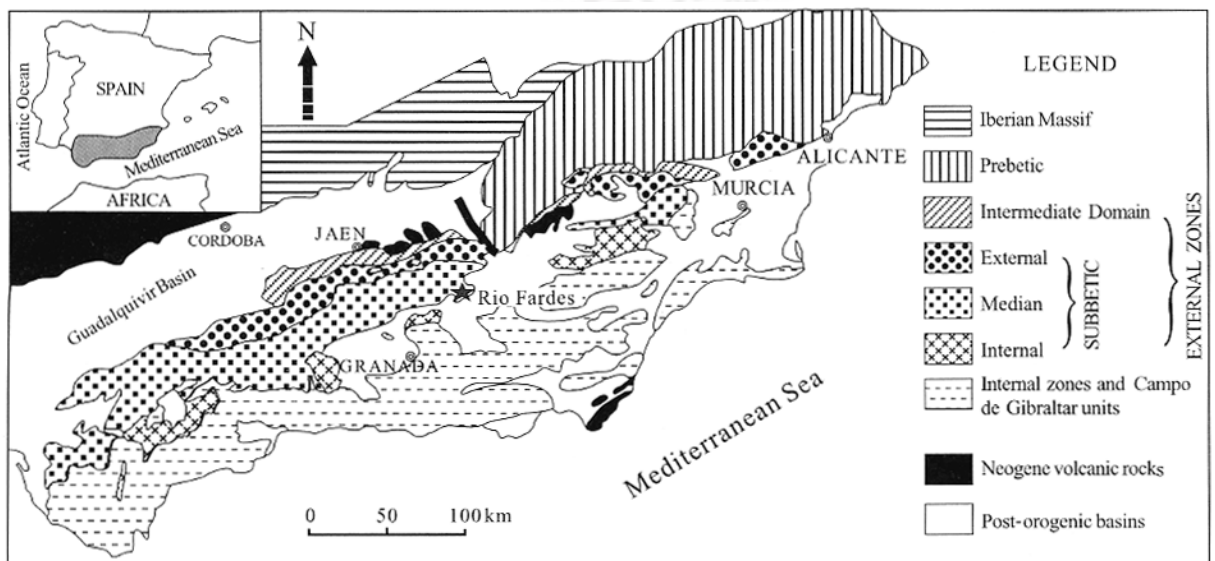 Atlantic Ocean
SPAIN
Mediterranean Sea
AFRICA
N
CORDOBA
JAEN
Guadalquivir Basin
Rio Fardes
GRANADA
MURCIA
ALICANTE
Mediterranean Sea
0 50 100 km
LEGEND
Iberian Massif
Prebetic
Intermediate Domain
External
Median
Internal
SUBBETIC
EXTERNAL ZONES
Internal zones and Campo
de Gibraltar units
Neogene volcanic rocks
Post-orogenic basins